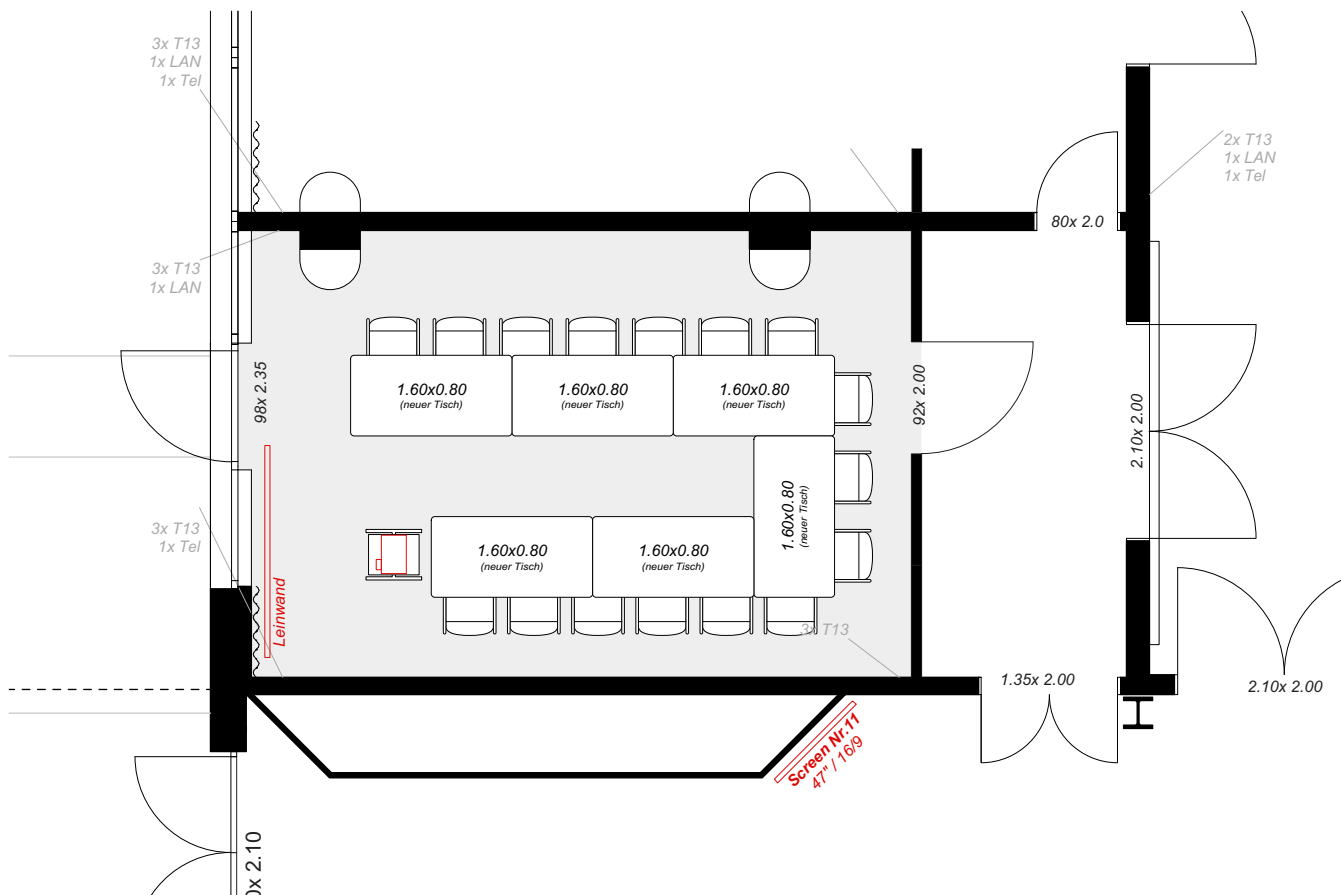 3x T13
1x LAN
1x Tel
2x T13
1x LAN
1x Tel
80x 2.0
3x T13
1x LAN
98x 2.35
1.60x0.80
(neuer Tisch)
1.60x0.80
(neuer Tisch)
1.60x0.80
(neuer Tisch)
92x 2.00
2.10x 2.00
3x T13
1x Tel
1.60x0.80
(neuer Tisch)
1.60x0.80
(neuer Tisch)
1.60x0.80
(neuer Tisch)
Leinwand
3x T13
1.35x 2.00
2.10x 2.00
Screen Nr.11
47" / 16/9
0x 2.10